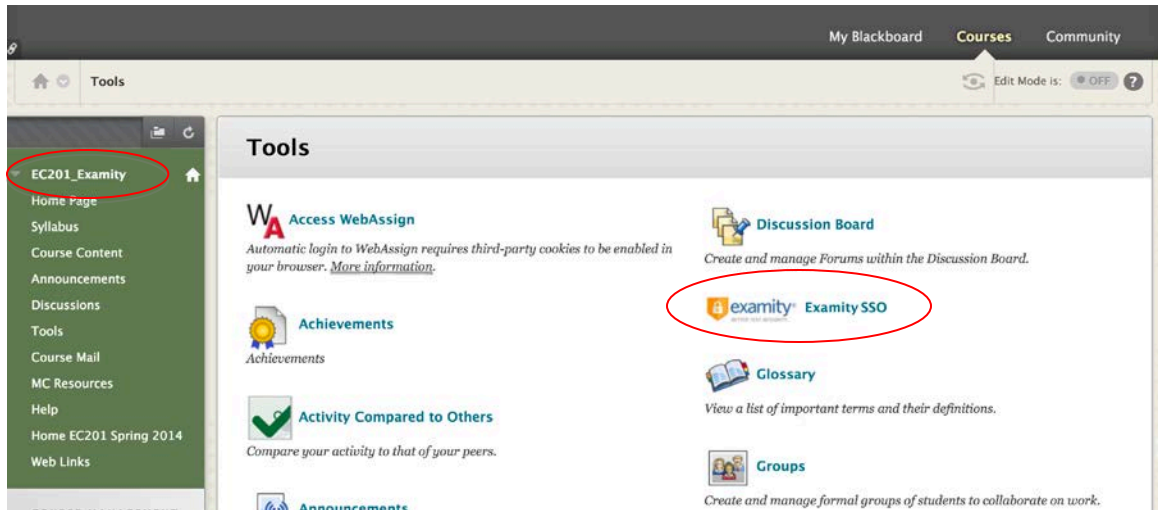 My Blackboard Courses Community
Tools
Edit Mode is: OFF ?
EC201_Examity
Home Page
Syllabus
Course Content
Announcements
Discussions
Tools
Course Mail
MC Resources
Help
Home EC201 Spring 2014
Web Links
Tools
WA Access WebAssign
Automatic login to WebAssign requires third-party cookies to be enabled in
your browser. More information.
Achievements
Achievements
Activity Compared to Others
Compare your activity to that of your peers.
Announcements
Discussion Board
Create and manage Forums within the Discussion Board.
examity Examity SSO
Glossary
View a list of important terms and their definitions.
Groups
Create and manage formal groups of students to collaborate on work.